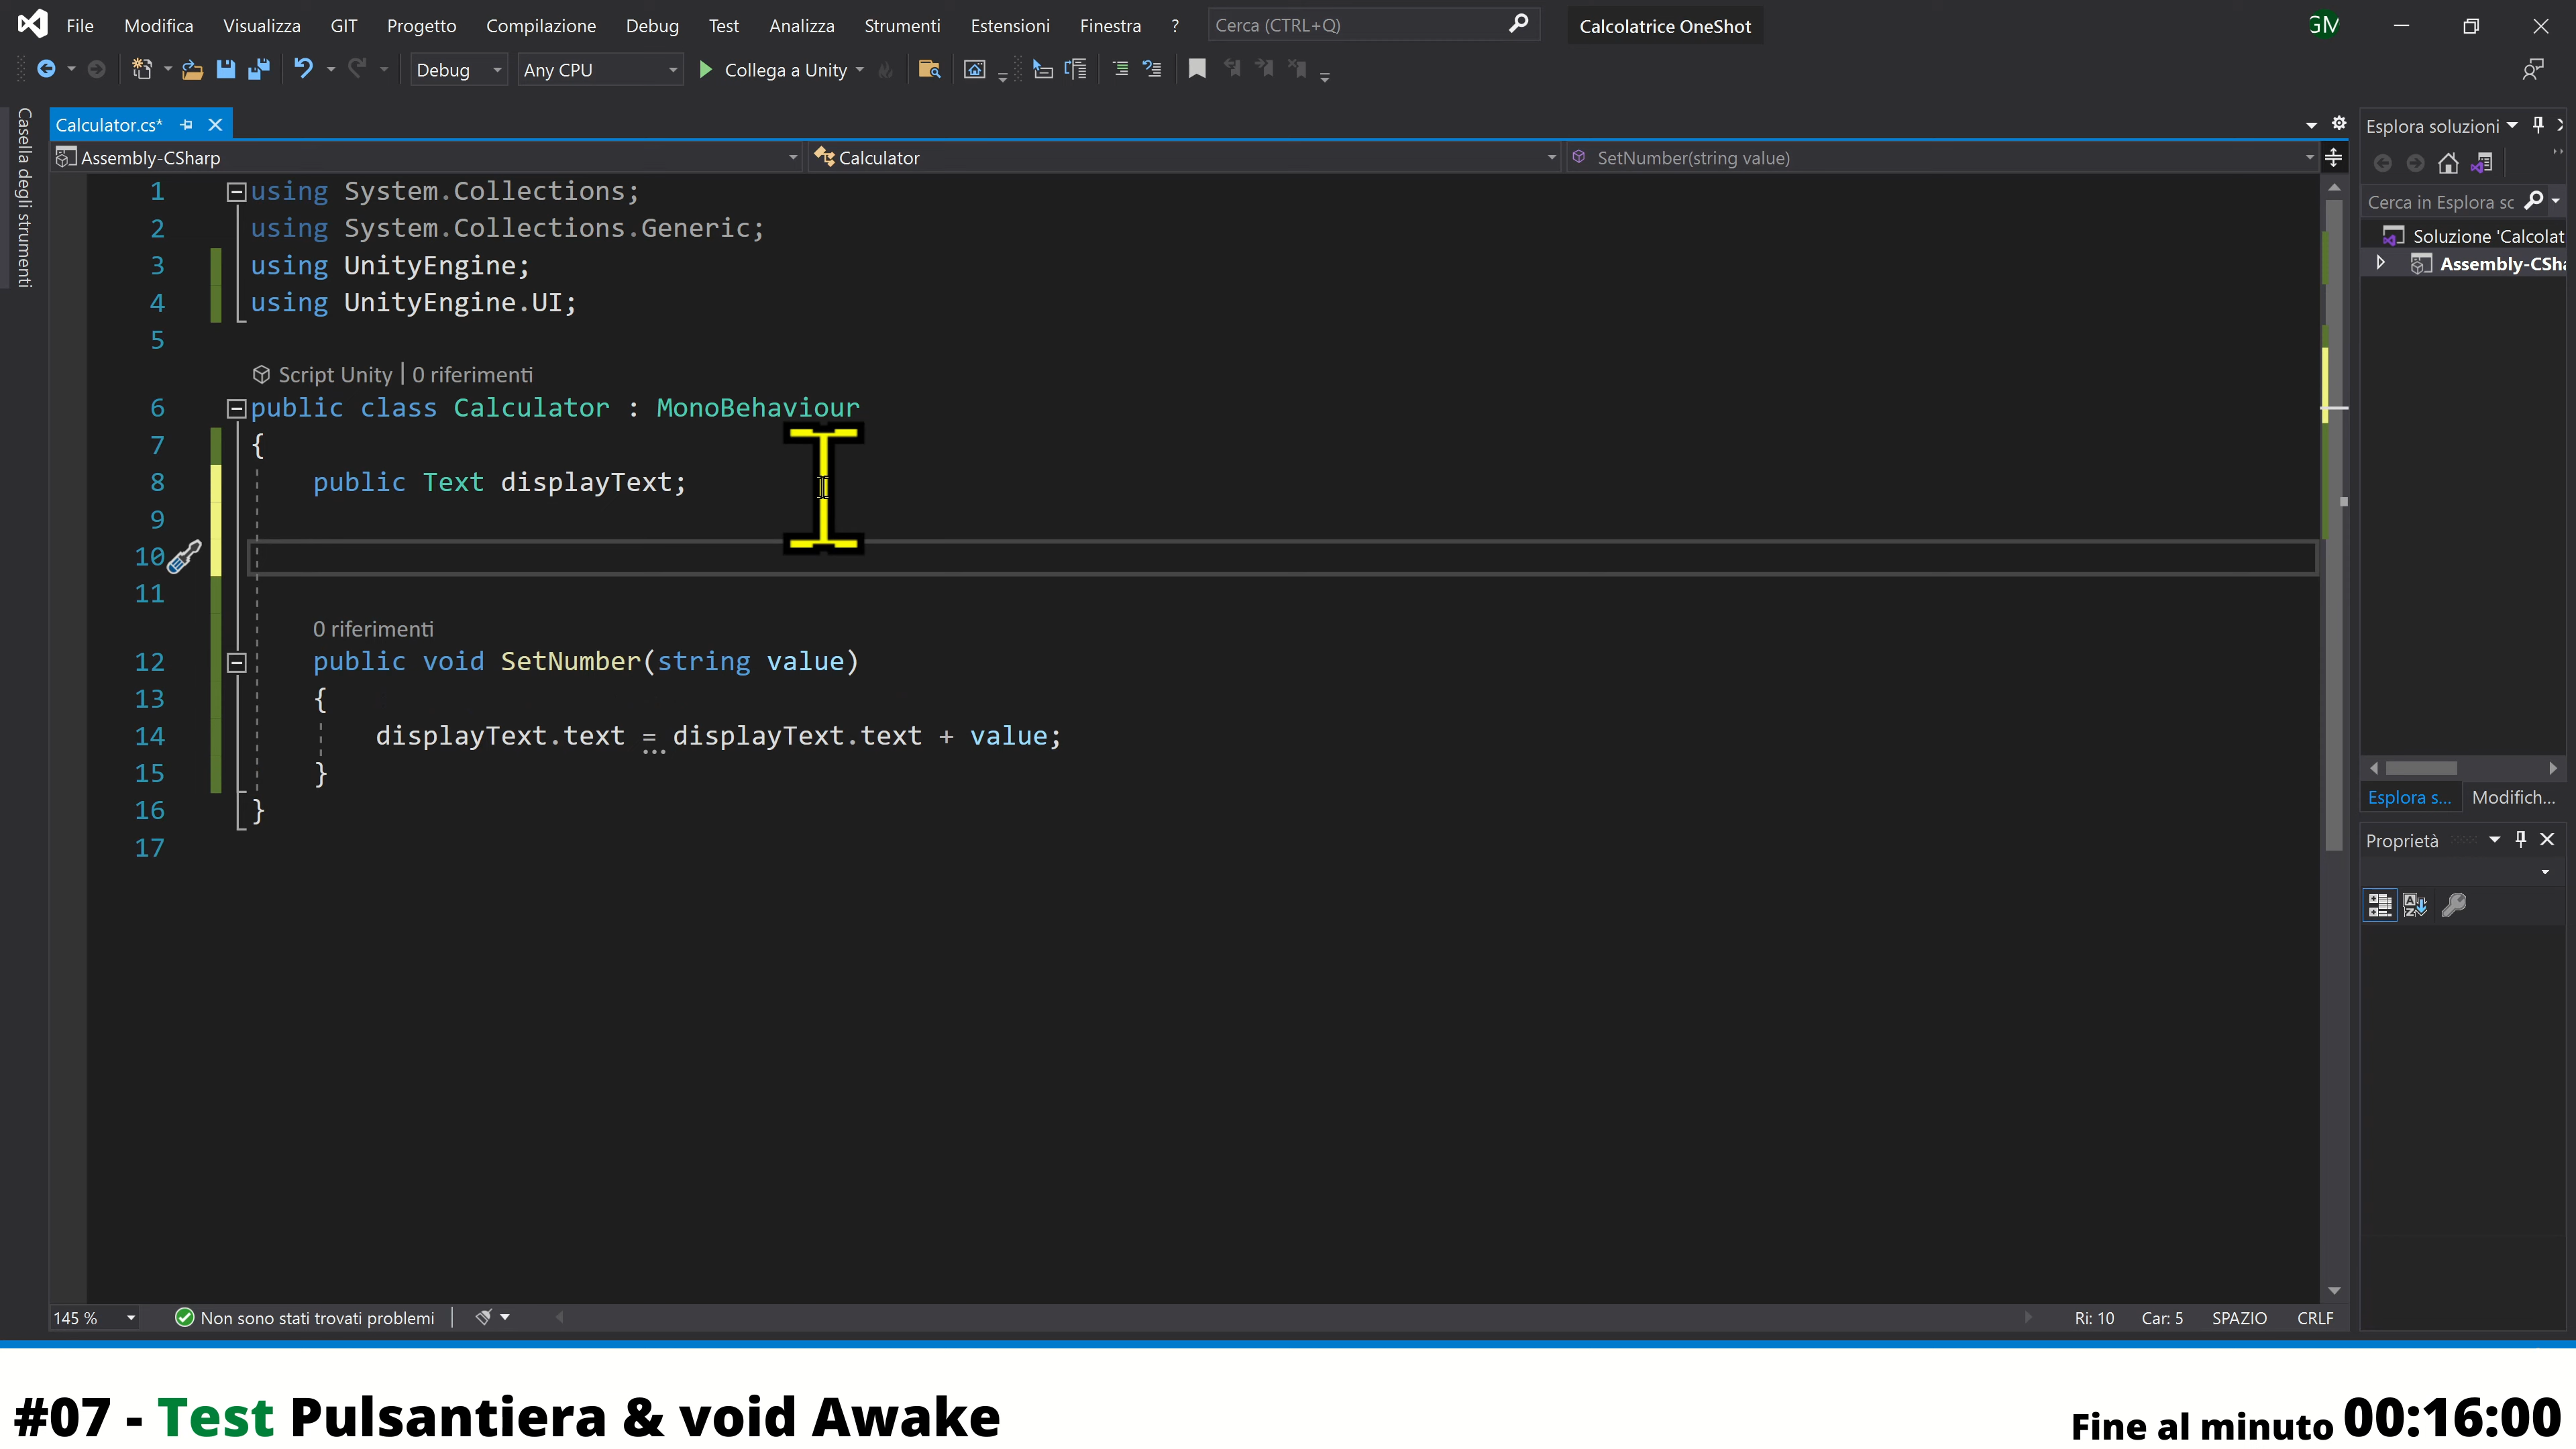 File Modifica Visualizza GIT Progetto Compilazione Debug Test Analizza Strumenti Estensioni Finestra ? Cerca (CTRL+Q) Calcolatrice OneShot GM
Debug Any CPU Collega a Unity
Casella degli strumenti
Calculator.cs*
Assembly-CSharp Calculator SetNumber(string value)
1 using System.Collections;
2 using System.Collections.Generic;
3 using UnityEngine;
4 using UnityEngine.UI;
5
Script Unity | 0 riferimenti
6 public class Calculator : MonoBehaviour
7 {
8 public Text displayText;
9
10
11
0 riferimenti
12 public void SetNumber(string value)
13 {
14 displayText.text = displayText.text + value;
15 }
16 }
17
Esplora soluzioni
Cerca in Esplora sc
Soluzione 'Calcolat
Assembly-CSha
Esplora s... Modifich...
Proprietà
145 % Non sono stati trovati problemi Ri: 10 Car: 5 SPAZIO CRLF
#07 - Test Pulsantiera & void Awake
Fine al minuto 00:16:00